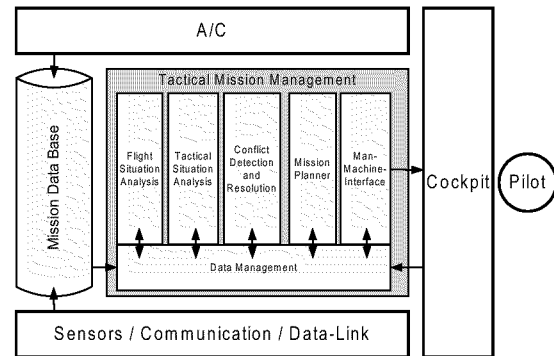 A/C
Tactical Mission Management
Mission Data Base
Flight
Situation
Analysis
Tactical
Situation
Analysis
Conflict
Detection
and
Resolution
Mission
Planner
Man-
Machine-
Interface
Data Management
Cockpit
Pilot
Sensors / Communication / Data-Link